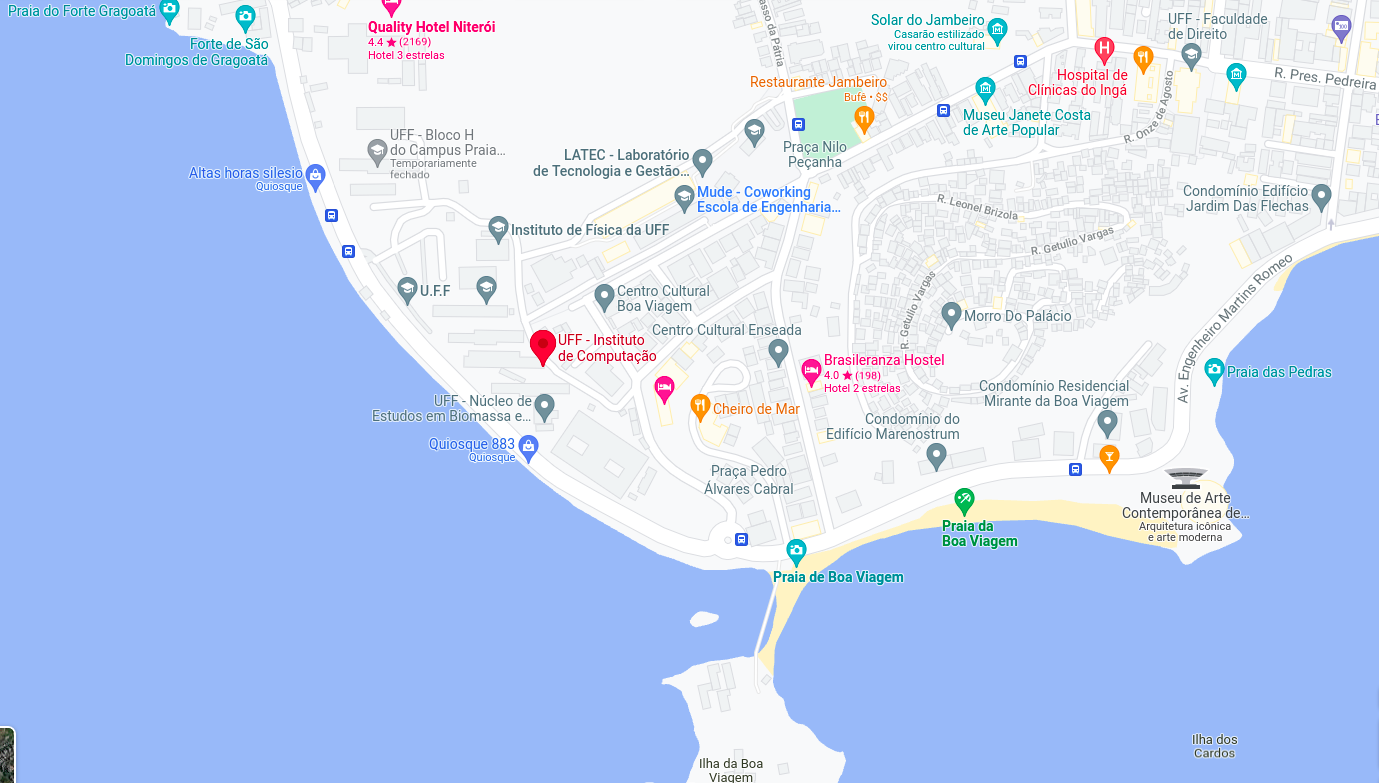 Praia do Forte Gragoatá
Forte de São
Domingos de Gragoatá
Quality Hotel Niterói
4.4 ★ (2169)
Hotel 3 estrelas
Solar do Jambeiro
Casarão estilizado
virou centro cultural
UFF - Faculdade
de Direito
Hospital de
Clínicas do Ingá
R. Pres. Pedreira
Restaurante Jambeiro
Bufê • $$
Museu Janete Costa
de Arte Popular
R. Onze de Agosto
UFF - Bloco H
do Campus Praia...
Temporariamente
fechado
LATEC - Laboratório
de Tecnologia e Gestão...
Praça Nilo
Peçanha
Altas horas silesio
Quiosque
Mude - Coworking
Escola de Engenharia...
Condomínio Edifício
Jardim Das Flechas
R. Leonel Brizola
Instituto de Física da UFF
R. Getulio Vargas
R. Getulio Vargas
U.F.F
Centro Cultural
Boa Viagem
Av. Engenheiro Martins Romeo
Morro Do Palácio
Centro Cultural Enseada
UFF - Instituto
de Computação
Brasileranza Hostel
4.0 ★ (198)
Hotel 2 estrelas
Praia das Pedras
Condomínio Residencial
Mirante da Boa Viagem
UFF - Núcleo de
Estudos em Biomassa e...
Cheiro de Mar
Condomínio do
Edifício Marenostrum
Quiosque 883
Quiosque
Praça Pedro
Álvares Cabral
Museu de Arte
Contemporânea de...
Arquitetura icônica
e arte moderna
Praia da
Boa Viagem
Praia de Boa Viagem
Ilha dos
Cardos
Ilha da Boa
Viagem